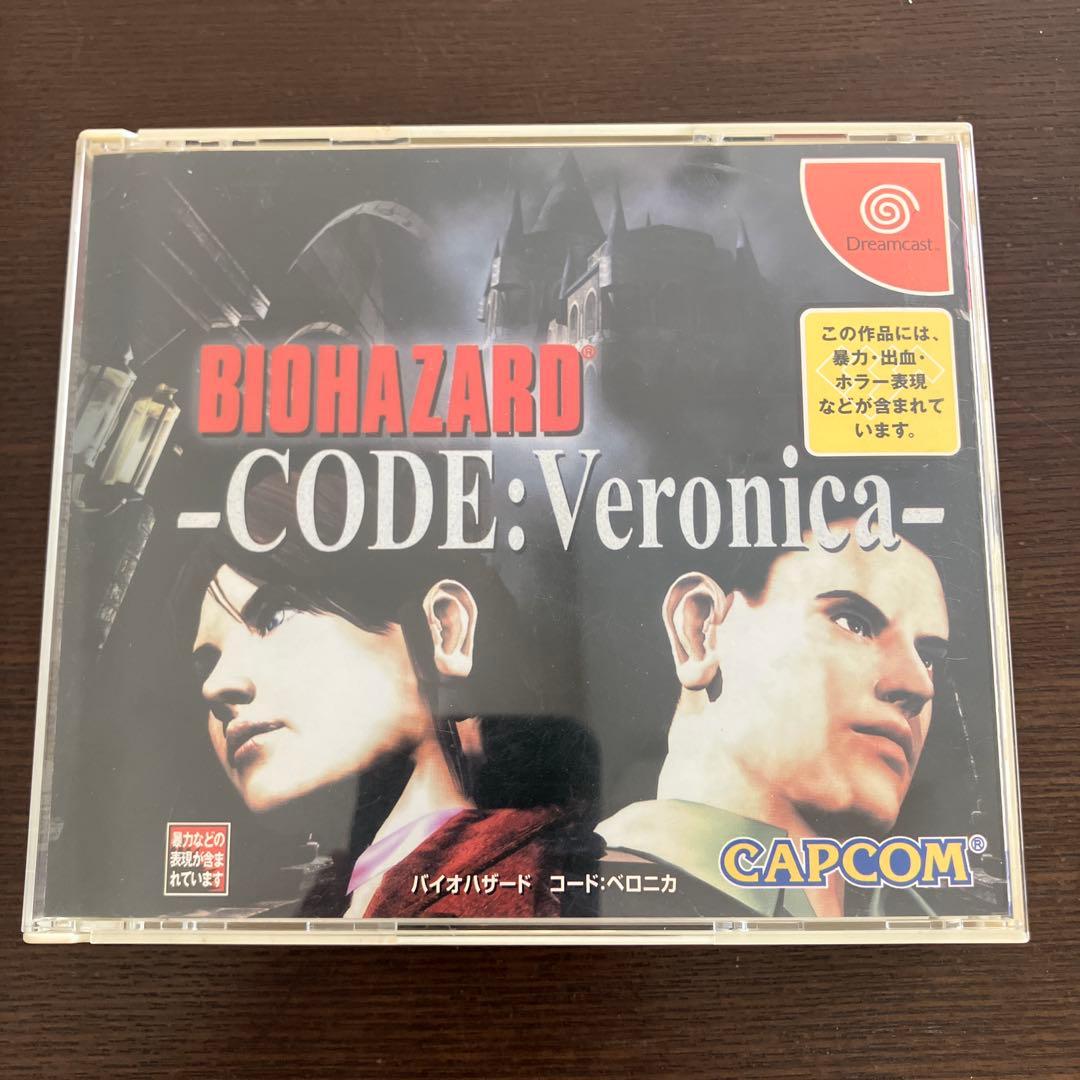 Dreamcast™
この作品には、
暴力・出血・
ホラー表現
などが含まれて
います。
BIOHAZARD®
-CODE:Veronica-
暴力などの
表現が含ま
れています
バイオハザード コード:ベロニカ
CAPCOM®